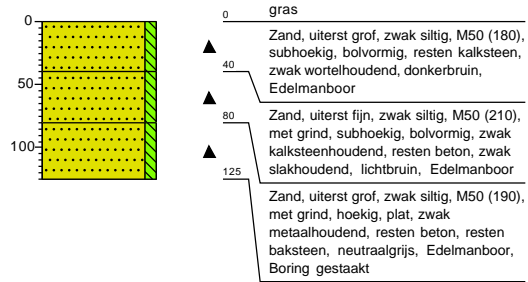 0
50
100
0
gras
Zand, uiterst grof, zwak siltig, M50 (180),
subhoekig, bolvormig, resten kalksteen,
zwak wortelhoudend, donkerbruin,
Edelmanboor
40
Zand, uiterst fijn, zwak siltig, M50 (210),
met grind, subhoekig, bolvormig, zwak
kalksteenhoudend, resten beton, zwak
slakhoudend, lichtbruin, Edelmanboor
80
Zand, uiterst grof, zwak siltig, M50 (190),
met grind, hoekig, plat, zwak
metaalhoudend, resten beton, resten
baksteen, neutraalgrijs, Edelmanboor,
Boring gestaakt
125